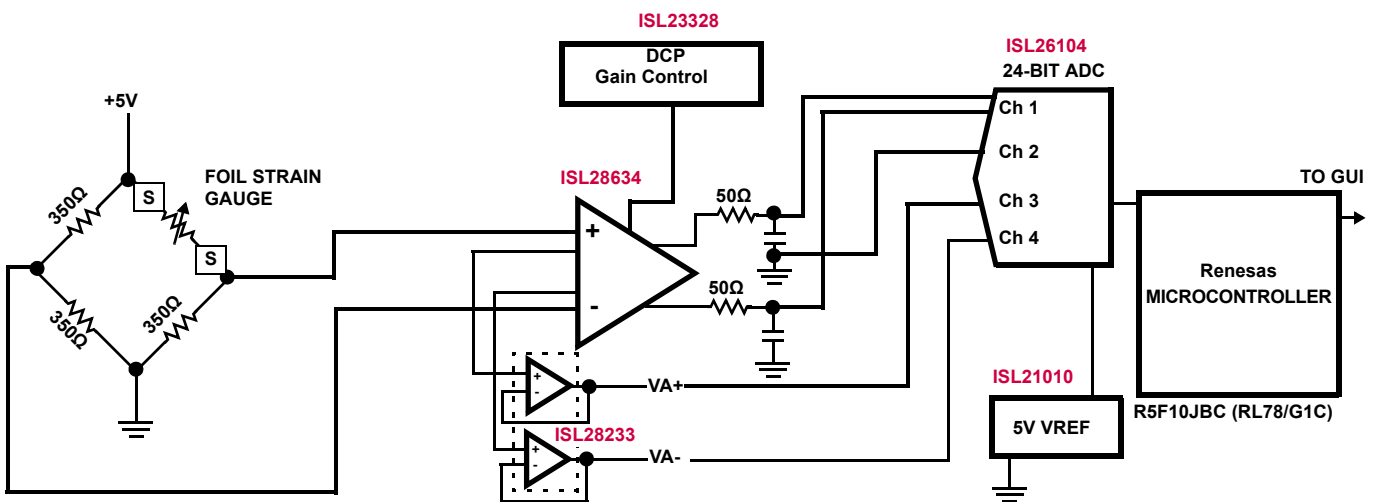 ISL23328
DCP
Gain Control
ISL26104
24-BIT ADC
+5V
Ch 1
Ch 2
Ch 3
Ch 4
S
FOIL STRAIN
GAUGE
350Ω
S
350Ω
350Ω
ISL28634
+
-
50Ω
50Ω
TO GUI
Renesas
MICROCONTROLLER
R5F10JBC (RL78/G1C)
ISL21010
5V VREF
+
-
VA+
ISL28233
+
-
VA-